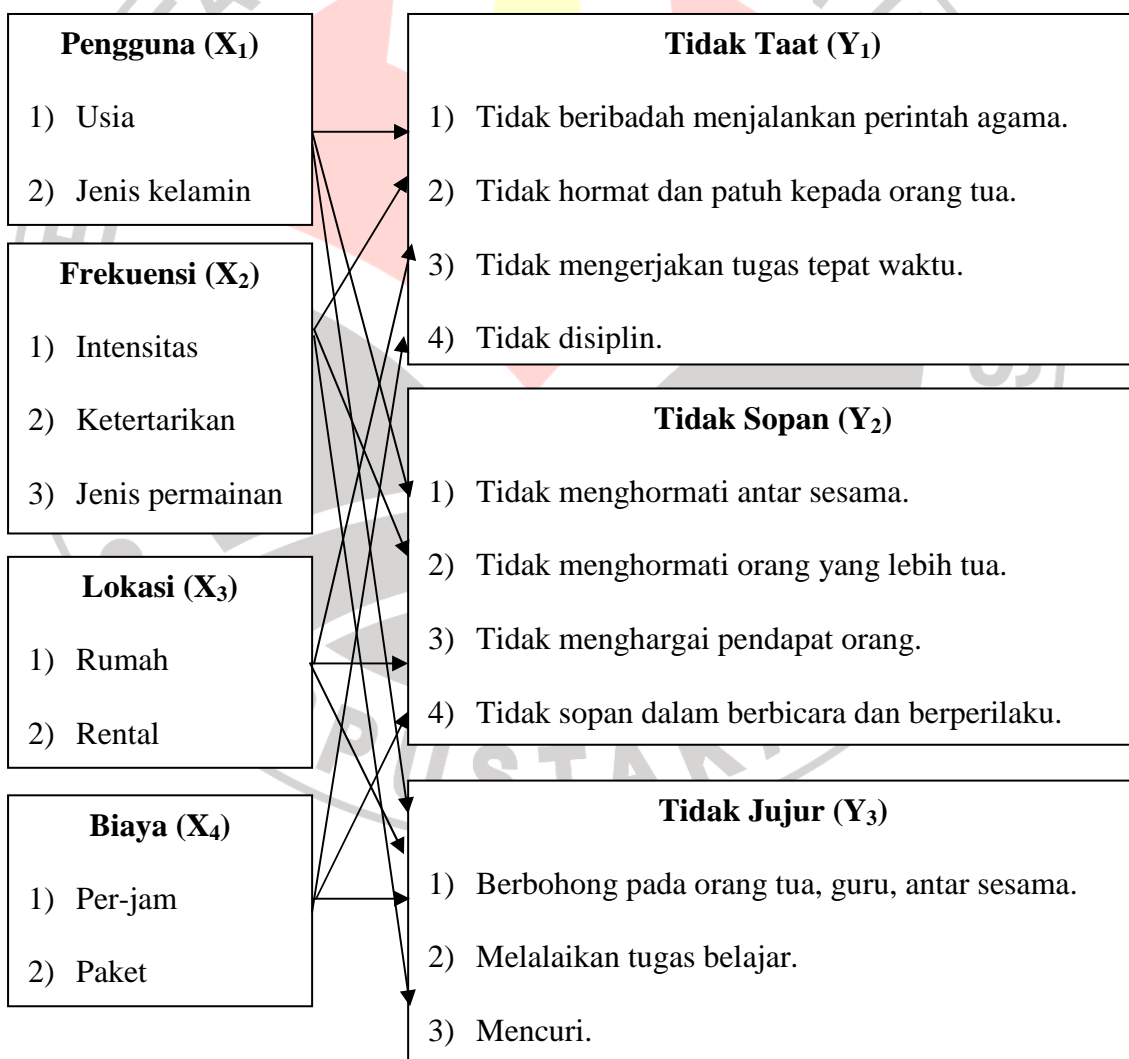 Pengguna (X₁)
1) Usia
2) Jenis kelamin
Frekuensi (X₂)
1) Intensitas
2) Ketertarikan
3) Jenis permainan
Lokasi (X₃)
1) Rumah
2) Rental
Biaya (X₄)
1) Per-jam
2) Paket
Tidak Taat (Y₁)
1) Tidak beribadah menjalankan perintah agama.
2) Tidak hormat dan patuh kepada orang tua.
3) Tidak mengerjakan tugas tepat waktu.
4) Tidak disiplin.
Tidak Sopan (Y₂)
1) Tidak menghormati antar sesama.
2) Tidak menghormati orang yang lebih tua.
3) Tidak menghargai pendapat orang.
4) Tidak sopan dalam berbicara dan berperilaku.
Tidak Jujur (Y₃)
1) Berbohong pada orang tua, guru, antar sesama.
2) Melalaikan tugas belajar.
3) Mencuri.